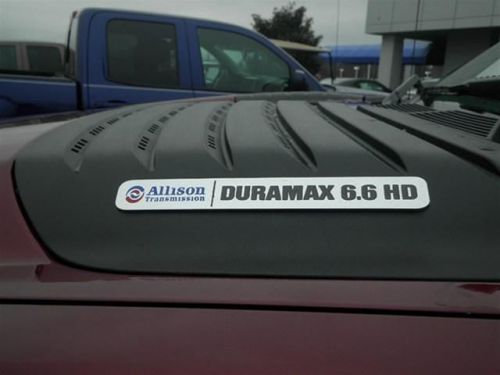 Allison DURAMAX 6.6 HD
Transmission